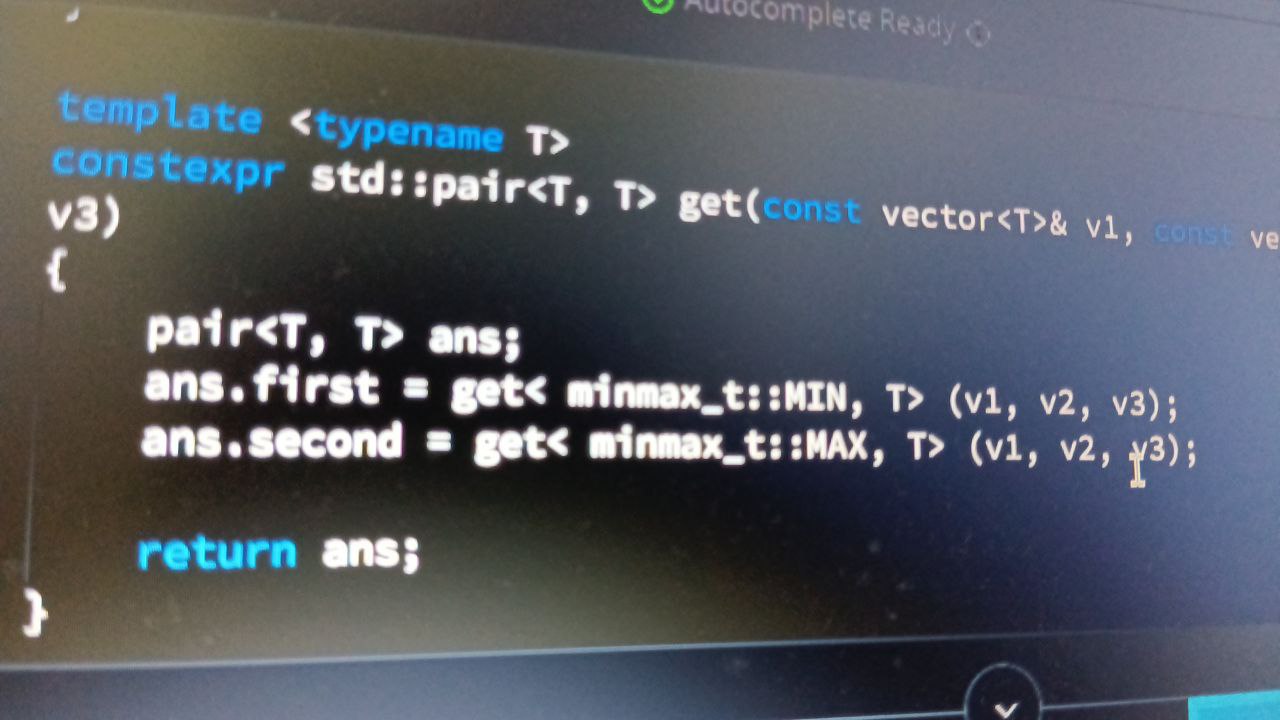 Autocomplete Ready
template <typename T>
constexpr std::pair<T, T> get(const vector<T>& v1, const ve
v3)
{
pair<T, T> ans;
ans.first = get< minmax_t::MIN, T> (v1, v2, v3);
ans.second = get< minmax_t::MAX, T> (v1, v2, v3);
return ans;
}